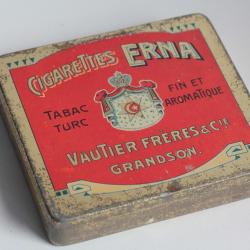 CIGARETTES ERNA
TABAC TURC
FIN ET AROMATIQUE
VAUTIER FRÈRES & CIE
GRANDSON.